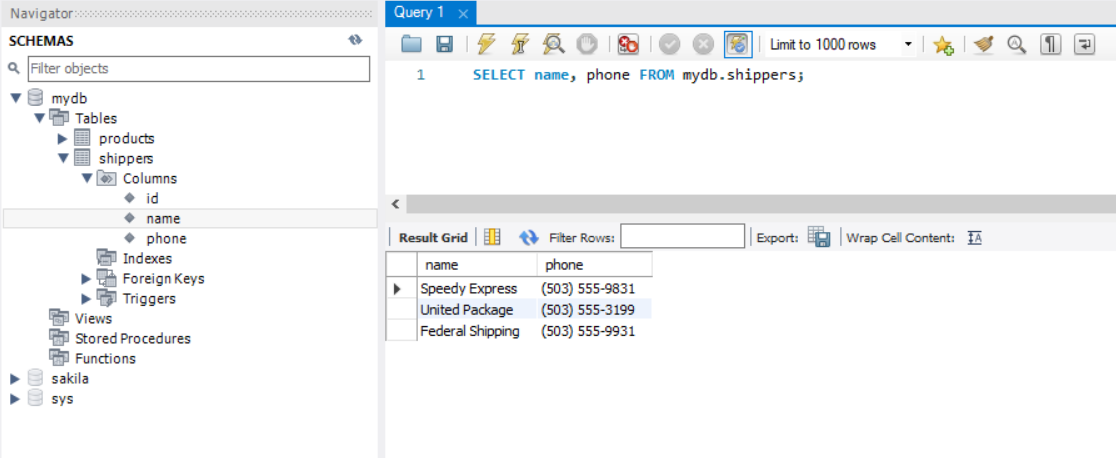 Navigator
SCHEMAS
Filter objects
mydb
Tables
products
shippers
Columns
id
name
phone
Indexes
Foreign Keys
Triggers
Views
Stored Procedures
Functions
sakila
sys
Query 1
Limit to 1000 rows
1 SELECT name, phone FROM mydb.shippers;
Result Grid Filter Rows: Export: Wrap Cell Content: IA
name phone
Speedy Express (503) 555-9831
United Package (503) 555-3199
Federal Shipping (503) 555-9931